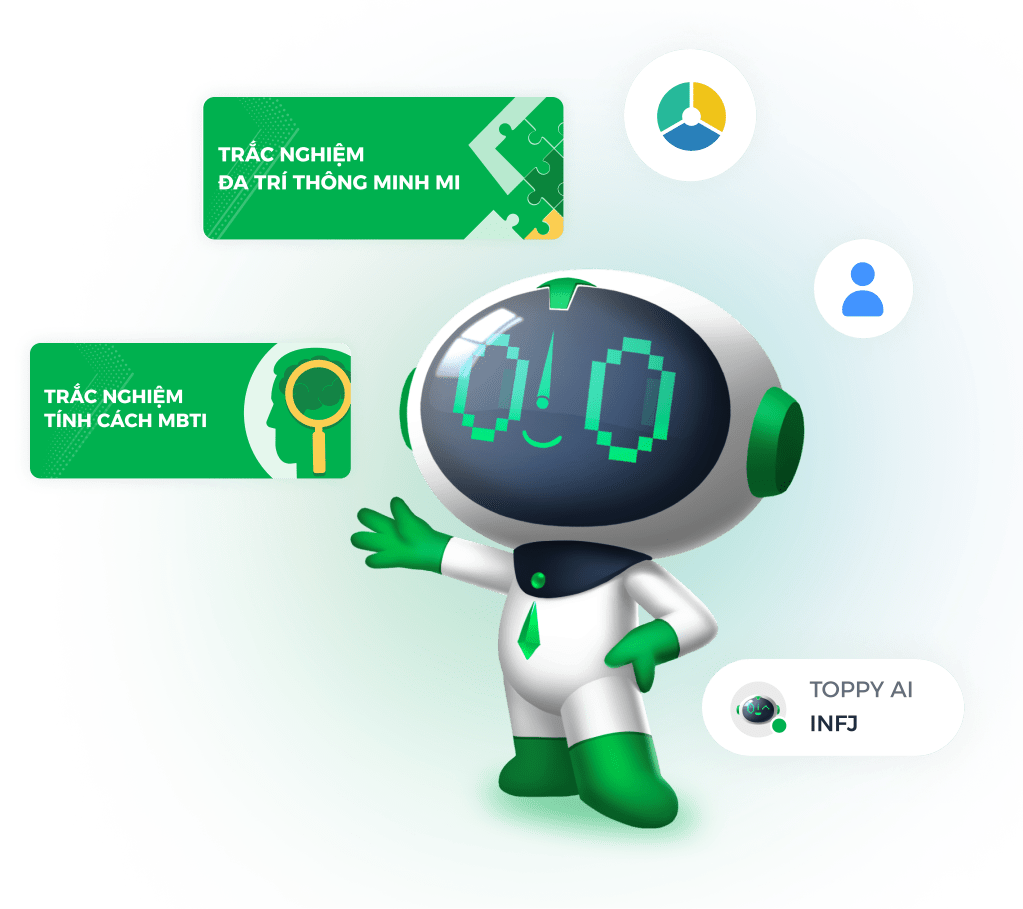 TRẮC NGHIỆM
ĐA TRÍ THÔNG MINH MI
TRẮC NGHIỆM
TÍNH CÁCH MBTI
TOPPY AI
INFJ